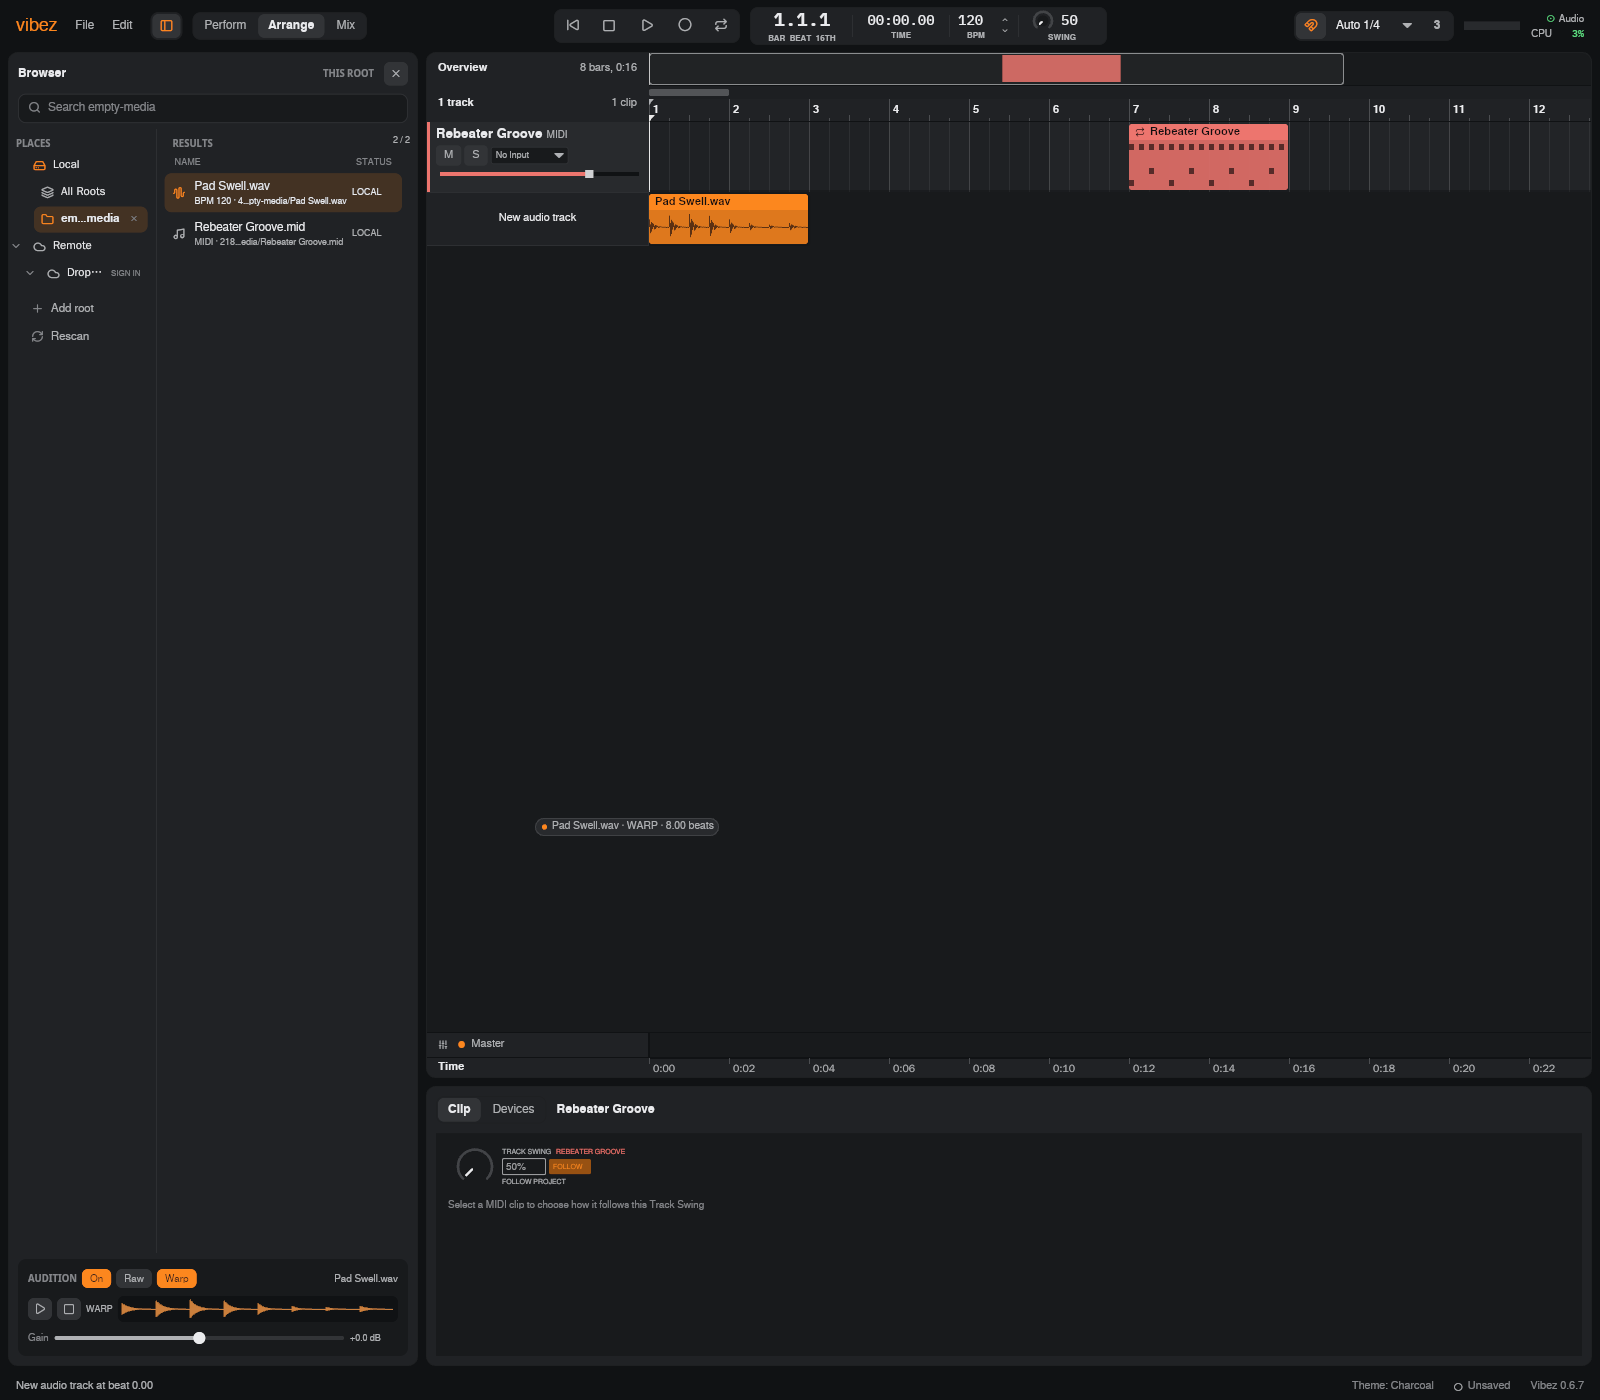 vibez File Edit Perform Arrange Mix
1.1.1 00:00.00 120 50
BAR BEAT 16TH TIME BPM SWING
Auto 1/4 3
Audio
CPU 3%
Browser THIS ROOT
Search empty-media
PLACES
Local
All Roots
em...media
Remote
Drop··· SIGN IN
Add root
Rescan
RESULTS 2 / 2
NAME STATUS
Pad Swell.wav
BPM 120 · 4...pty-media/Pad Swell.wav
LOCAL
Rebeater Groove.mid
MIDI · 218...edia/Rebeater Groove.mid
LOCAL
AUDITION On Raw Warp Pad Swell.wav
WARP
Gain +0.0 dB
Overview 8 bars, 0:16
1 track 1 clip
1 2 3 4 5 6 7 8 9 10 11 12
Rebeater Groove MIDI
M S No Input
Rebeater Groove
New audio track
Pad Swell.wav
Pad Swell.wav · WARP · 8.00 beats
Master
Time
0:00 0:02 0:04 0:06 0:08 0:10 0:12 0:14 0:16 0:18 0:20 0:22
Clip Devices Rebeater Groove
TRACK SWING REBEATER GROOVE
50% FOLLOW
FOLLOW PROJECT
Select a MIDI clip to choose how it follows this Track Swing
New audio track at beat 0.00
Theme: Charcoal Unsaved Vibez 0.6.7